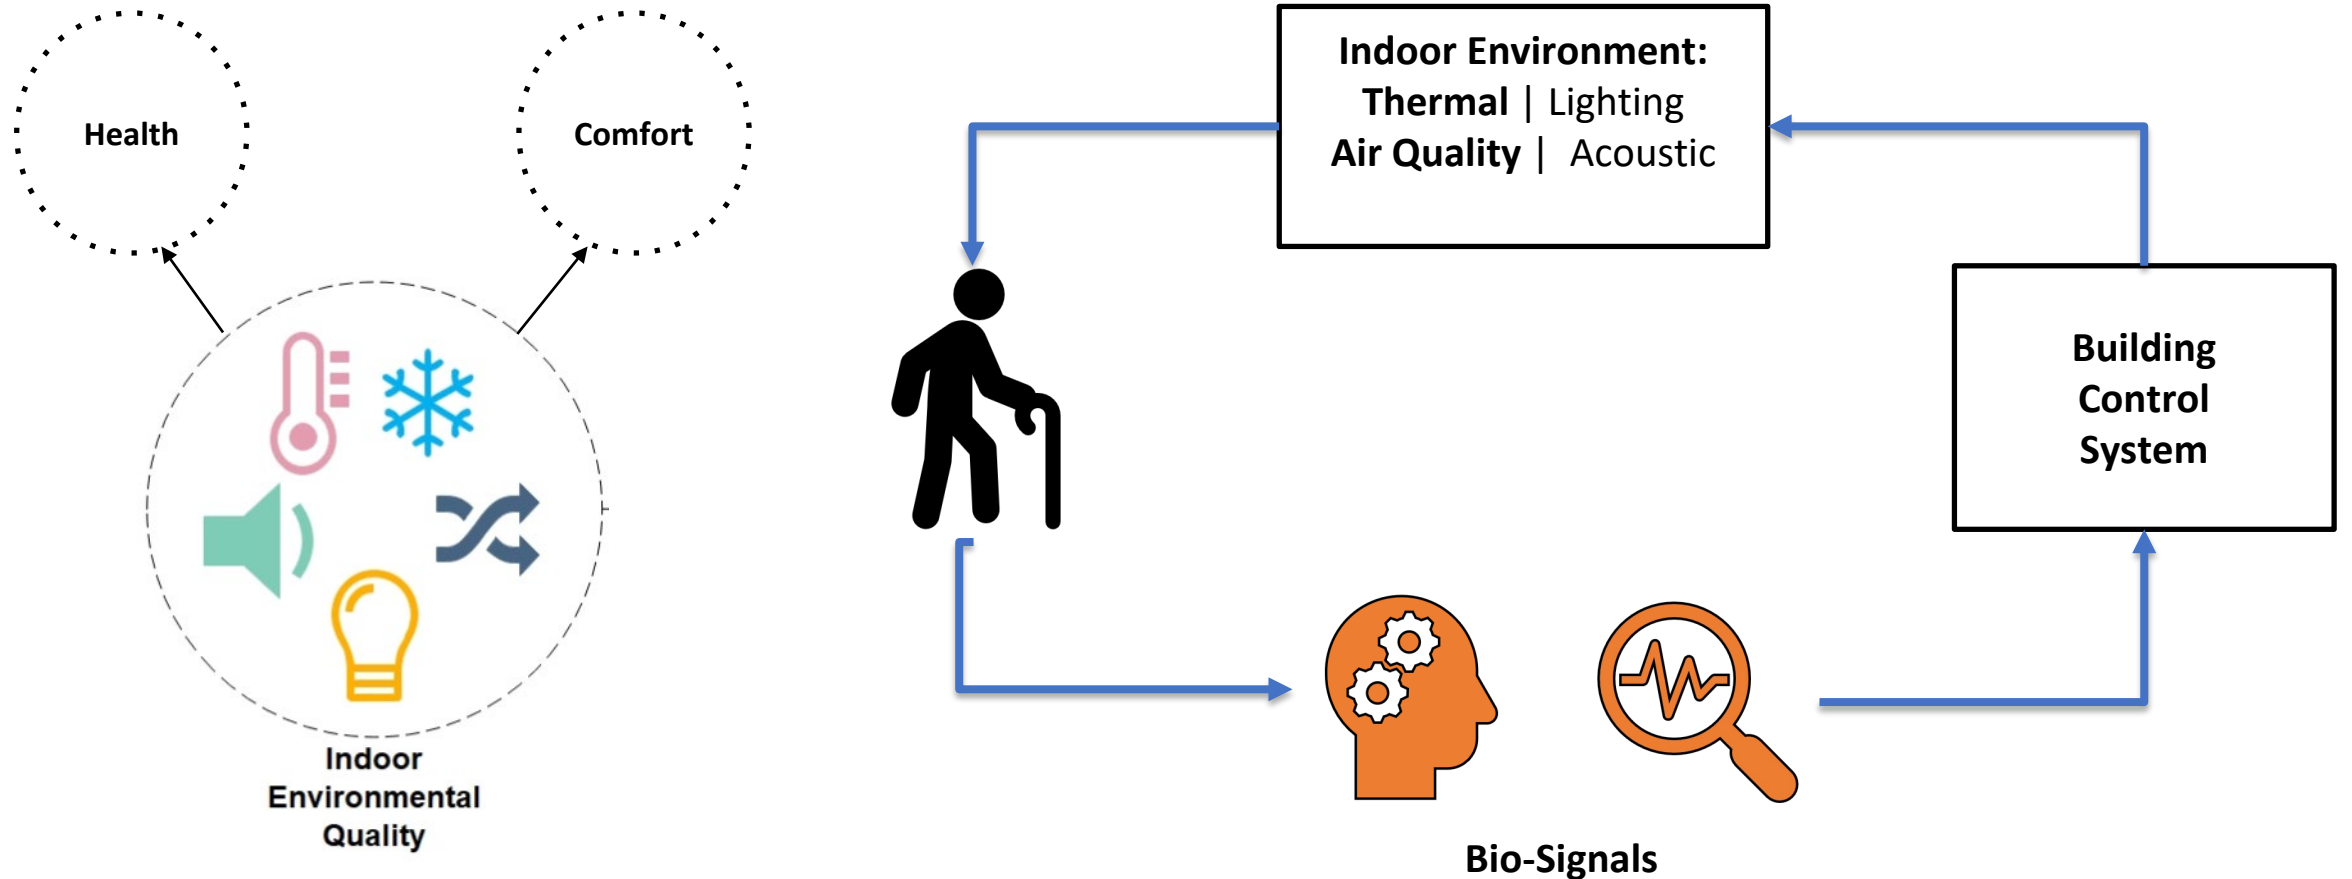 Health
Comfort
Indoor
Environmental
Quality
Indoor Environment:
Thermal | Lighting
Air Quality | Acoustic
Building
Control
System
Bio-Signals